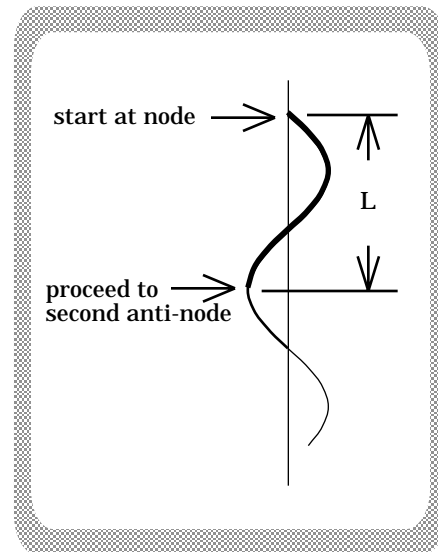 start at node
L
proceed to
second anti-node